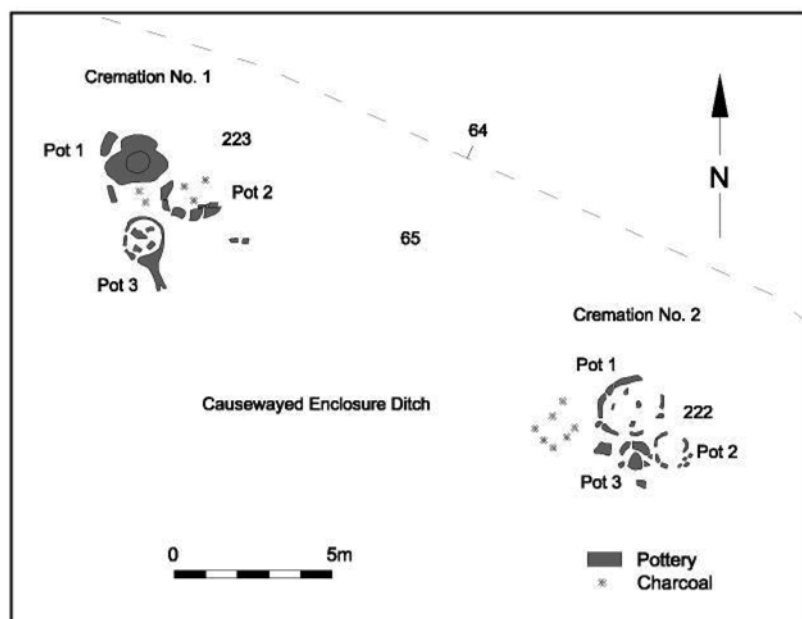 Cremation No. 1
64
Pot 1
223
Pot 2
N
65
Pot 3
Cremation No. 2
Pot 1
Causewayed Enclosure Ditch
222
Pot 2
Pot 3
0 5m
Pottery
Charcoal